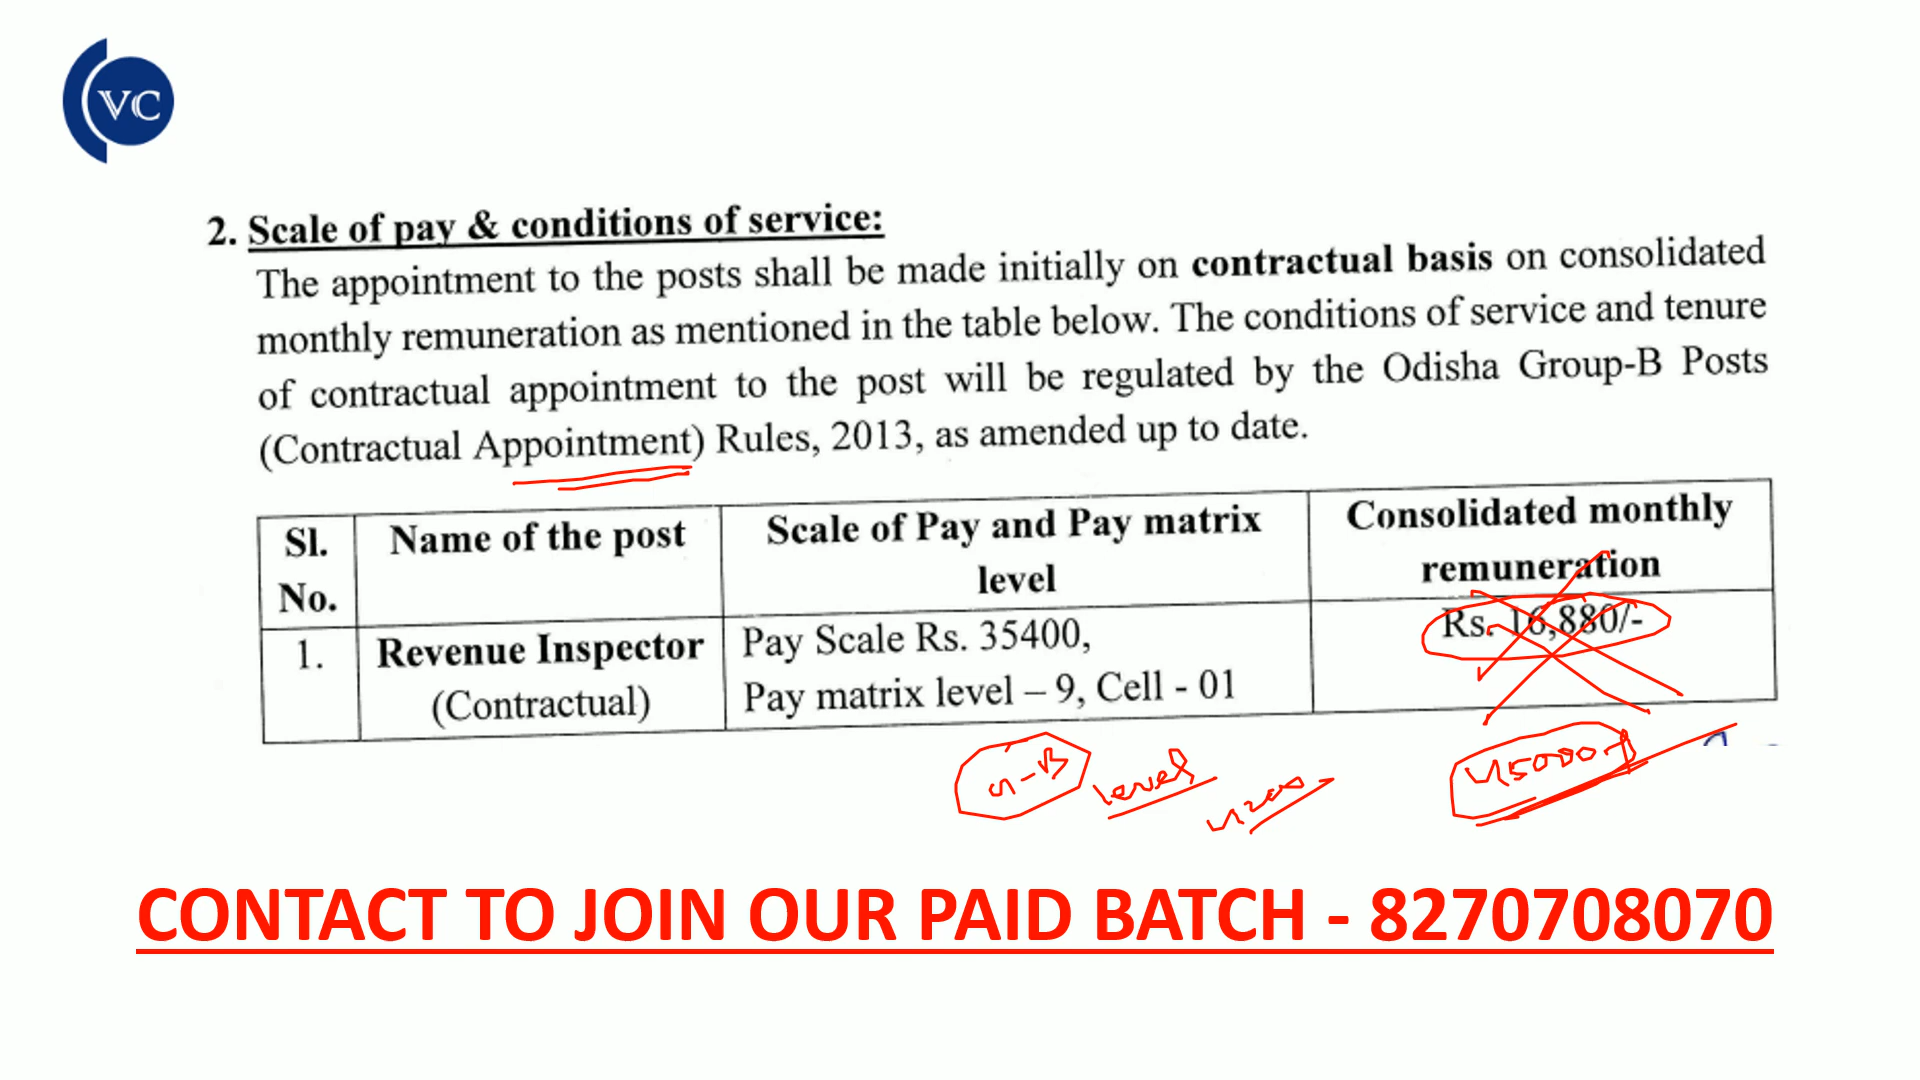 VC
2. Scale of pay & conditions of service:
The appointment to the posts shall be made initially on contractual basis on consolidated
monthly remuneration as mentioned in the table below. The conditions of service and tenure
of contractual appointment to the post will be regulated by the Odisha Group-B Posts
(Contractual Appointment) Rules, 2013, as amended up to date.
Sl. No. Name of the post Scale of Pay and Pay matrix level Consolidated monthly remuneration
1. Revenue Inspector (Contractual) Pay Scale Rs. 35400, Pay matrix level – 9, Cell - 01 Rs. 16,880/-
level
CONTACT TO JOIN OUR PAID BATCH - 8270708070